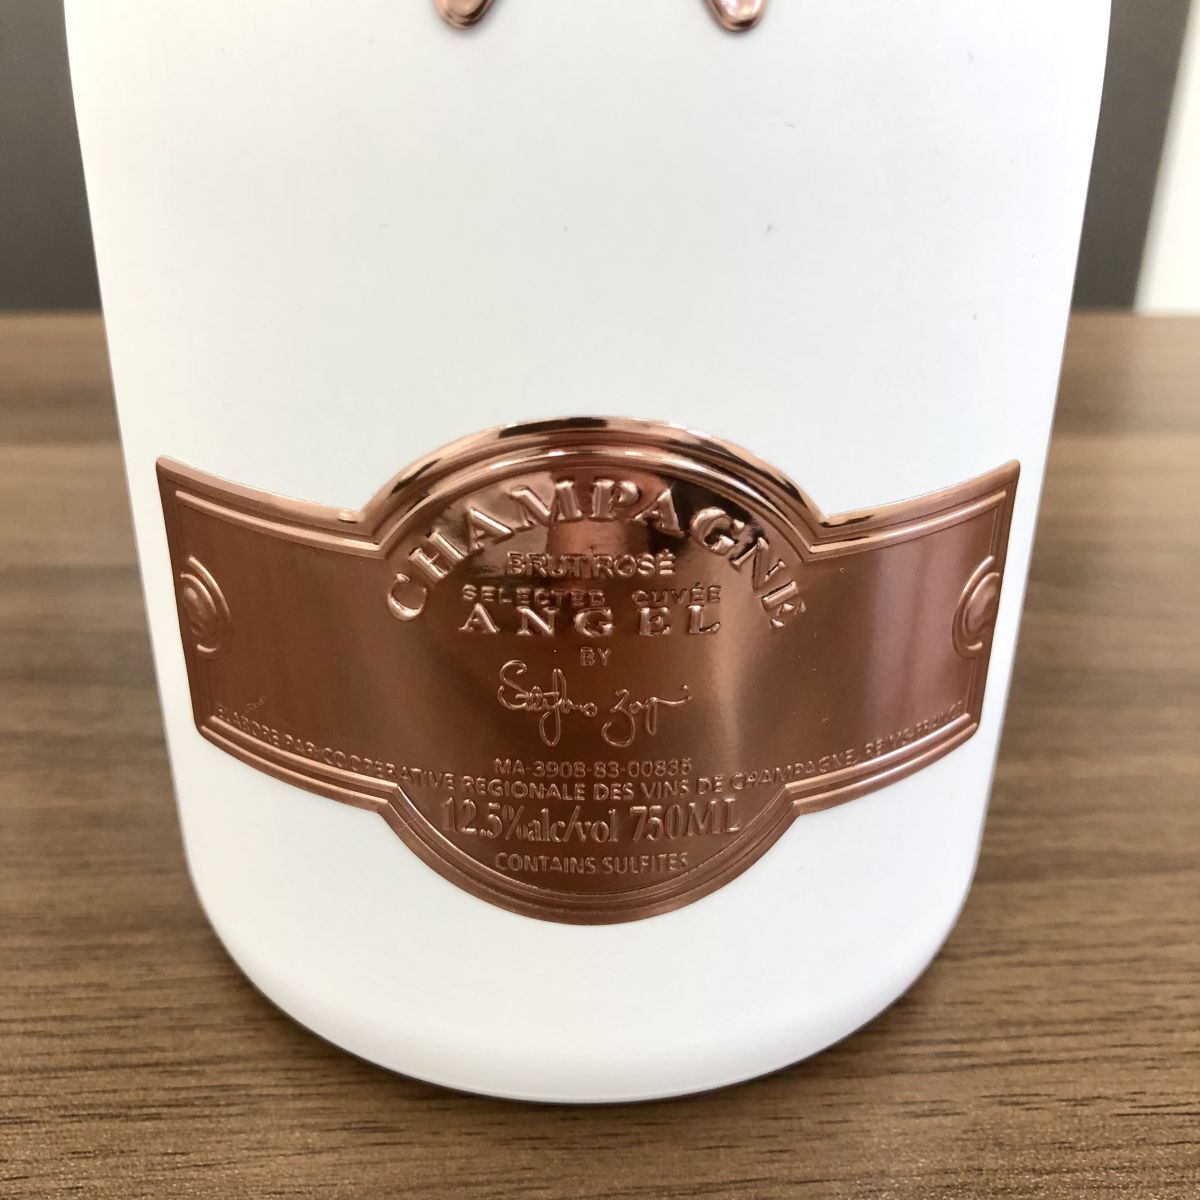 CHAMPAGNE
BRUT ROSÉ
SELECTED CUVÉE
ANGEL
BY
MA-3908-83-00835
ELABORE PAR COOPÉRATIVE REGIONALE DES VINS DE CHAMPAGNE, REIMS-FRANCE
12.5%alc/vol 750ML
CONTAINS SULFITES